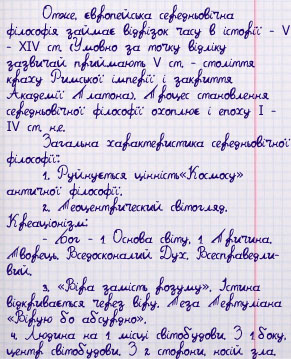 Отже, європейська середньовічна
філософія займає відрізок часу в історії - V
- XIV ст. (Умовно за точку відліку
зазвичай приймають V ст. - століття
краху Римської імперії і закриття
Академії Платона). Процес становлення
середньовічної філософії охоплює і епоху I -
IV ст. н.е.
Загальна характеристика середньовічної
філософії:
1. Руйнується цінність «Космосу»
античної філософії.
2. Теоцентричний світогляд.
Креаціонізм:
- Бог - 1 Основа світу, 1 Причина,
Творець, Вседосконалий Дух, Всесправедли-
вий.
3. «Віра замість розуму». Істина
відкривається через віру. Теза Тертуліана
«Вірую бо абсурдно».
4. Людина на 1 місці світобудови. З 1 боку,
центр світобудови. З 2 сторони, носій зла,